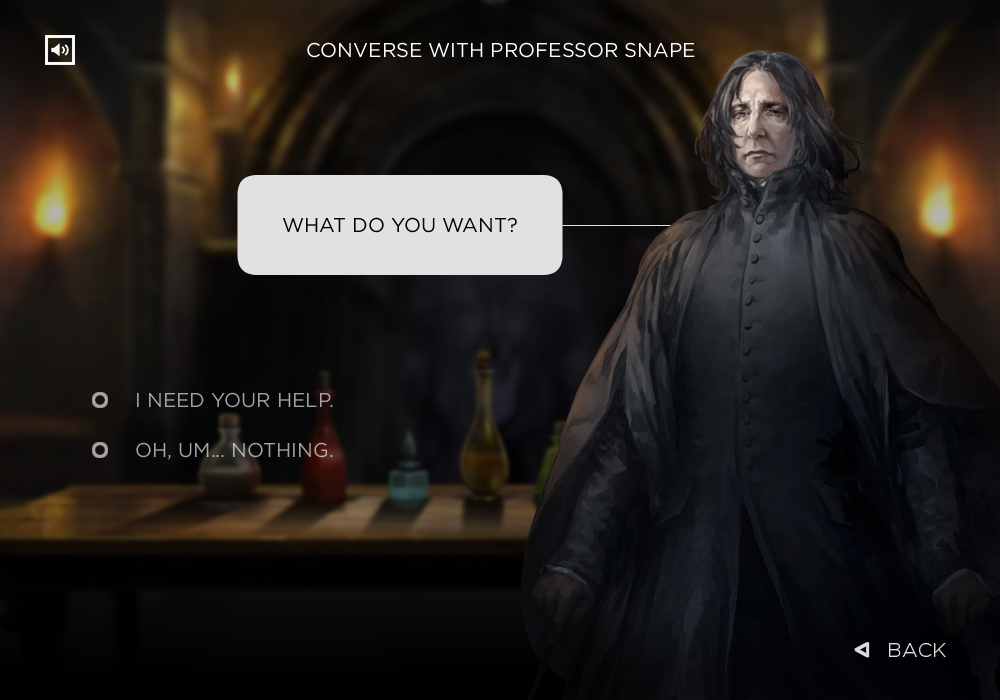 CONVERSE WITH PROFESSOR SNAPE
WHAT DO YOU WANT?
I NEED YOUR HELP.
OH, UM... NOTHING.
BACK